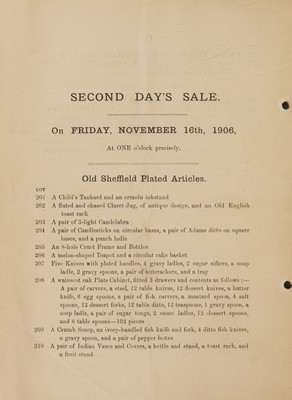 SECOND DAY'S SALE.
On FRIDAY, NOVEMBER 16th, 1906,
At ONE o'clock precisely.
Old Sheffield Plated Articles.
LOT
201 A Child's Tankard and an ormolu inkstand
202 A fluted and chased Claret Jug, of antique design, and an Old English
toast rack
203 A pair of 3-light Candelabra
204 A pair of Candlesticks on circular bases, a pair of Adams ditto on square
bases, and a punch ladle
205 An 8-hole Cruet Frame and Bottles
206 A melon-shaped Teapot and a circular cake basket
207 Five Knives with plated handles, 4 gravy ladles, 2 sugar sifters, a soup
ladle, 2 gravy spoons, a pair of nutcrackers, and a tray
208 A wainscot oak Plate Cabinet, fitted 3 drawers and contents as follows:—
A pair of carvers, a steel, 12 table knives, 12 dessert knives, a butter
knife, 6 egg spoons, a pair of fish carvers, a mustard spoon, 4 salt
spoons, 12 dessert forks, 12 table ditto, 12 teaspoons, 1 gravy spoon, a
soup ladle, a pair of sugar tongs, 2 sauce ladles, 12 dessert spoons,
and 8 table spoons—102 pieces
209 A Crumb Scoop, an ivory-handled fish knife and fork, 4 ditto fish knives,
a gravy spoon, and a pair of pepper boxes
210 A pair of Indian Vases and Covers, a kettle and stand, a toast rack, and
a fruit stand